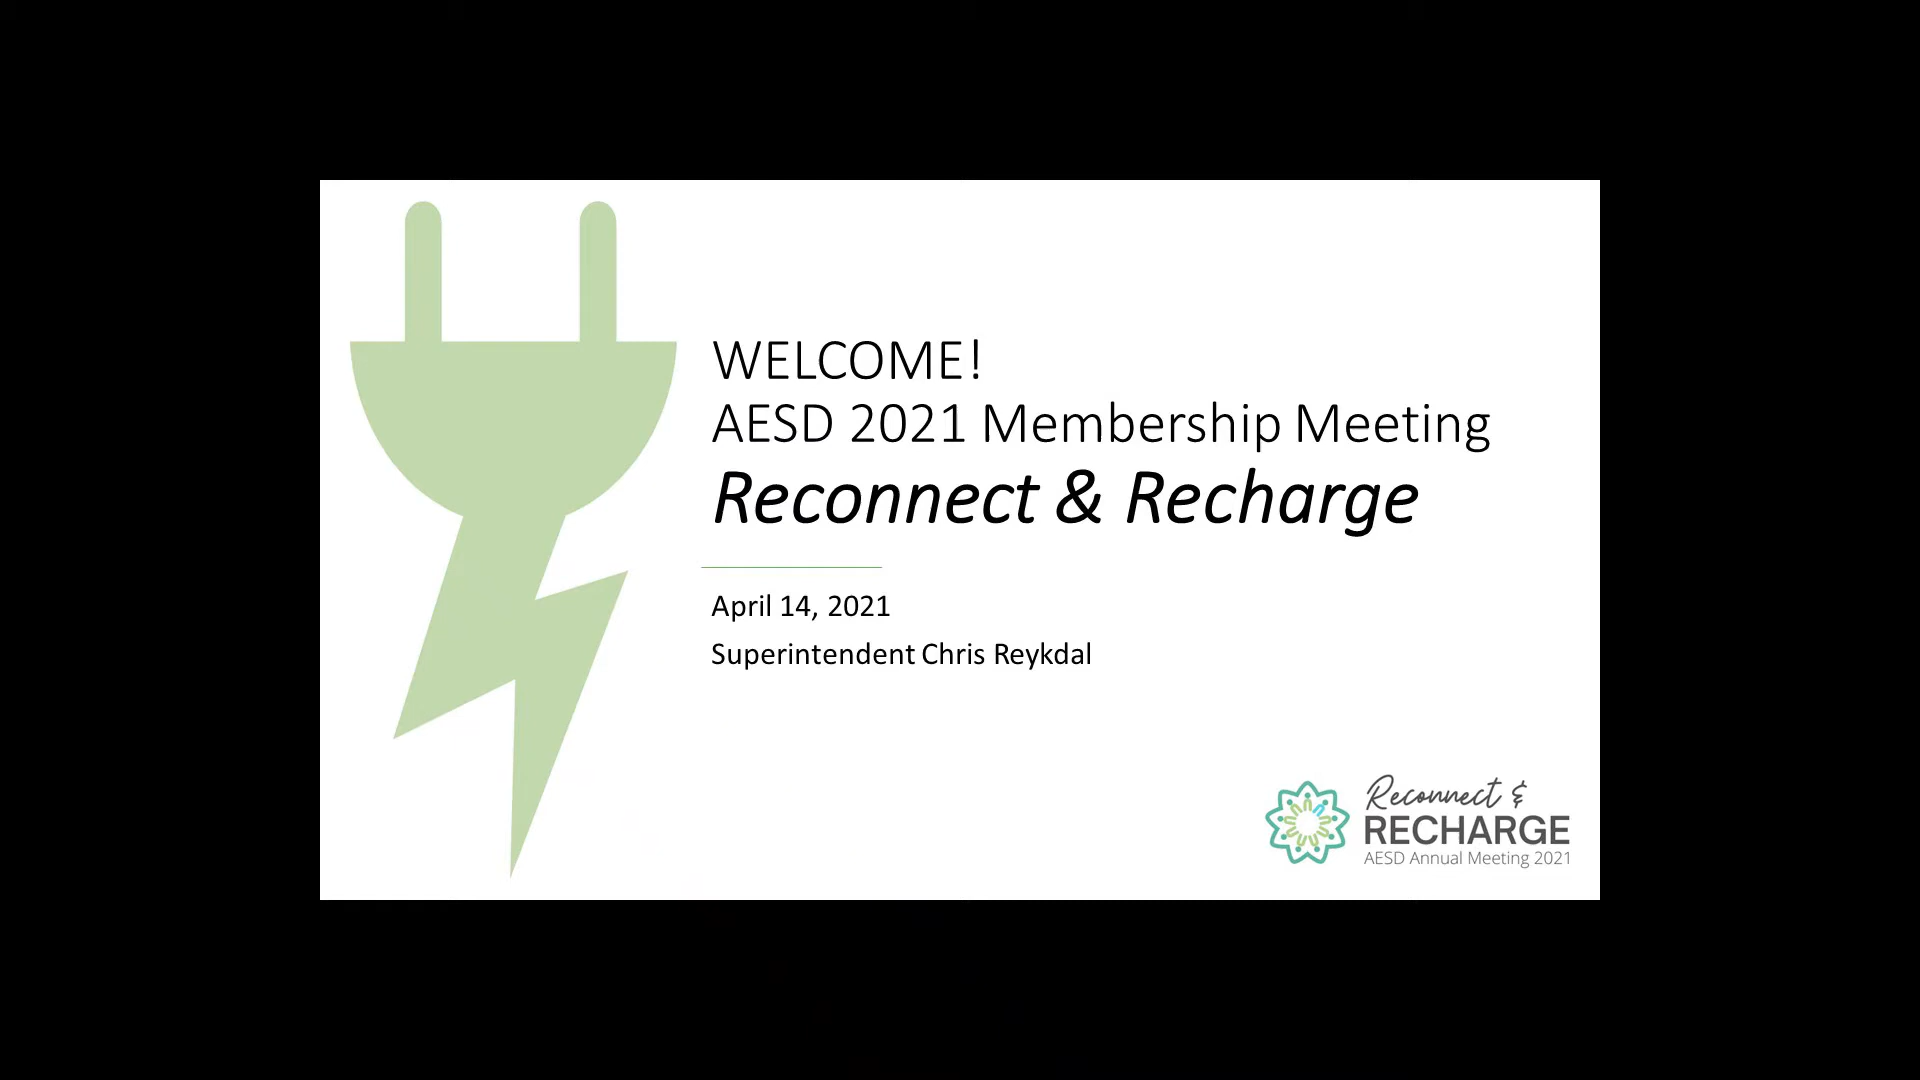 WELCOME!
AESD 2021 Membership Meeting
Reconnect & Recharge
April 14, 2021
Superintendent Chris Reykdal
Reconnect &
RECHARGE
AESD Annual Meeting 2021